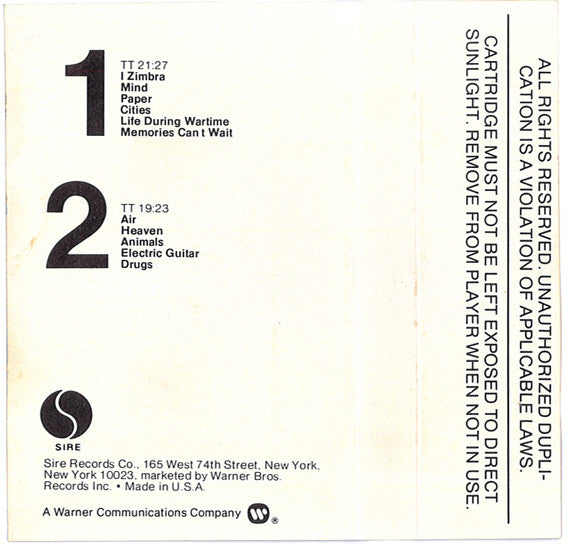 1
TT 21:27
I Zimbra
Mind
Paper
Cities
Life During Wartime
Memories Can t Wait
2
TT 19:23
Air
Heaven
Animals
Electric Guitar
Drugs
SIRE
Sire Records Co., 165 West 74th Street, New York,
New York 10023, marketed by Warner Bros.
Records Inc. • Made in U.S.A.
A Warner Communications Company W ®
CARTRIDGE MUST NOT BE LEFT EXPOSED TO DIRECT
SUNLIGHT. REMOVE FROM PLAYER WHEN NOT IN USE.
ALL RIGHTS RESERVED. UNAUTHORIZED DUPLI-
CATION IS A VIOLATION OF APPLICABLE LAWS.